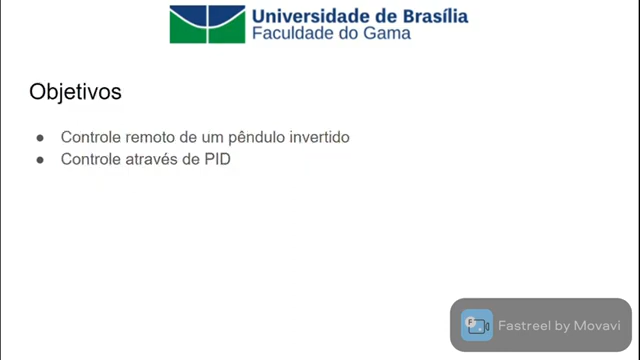 Universidade de Brasília
Faculdade do Gama
Objetivos
● Controle remoto de um pêndulo invertido
● Controle através de PID
Fastreel by Movavi